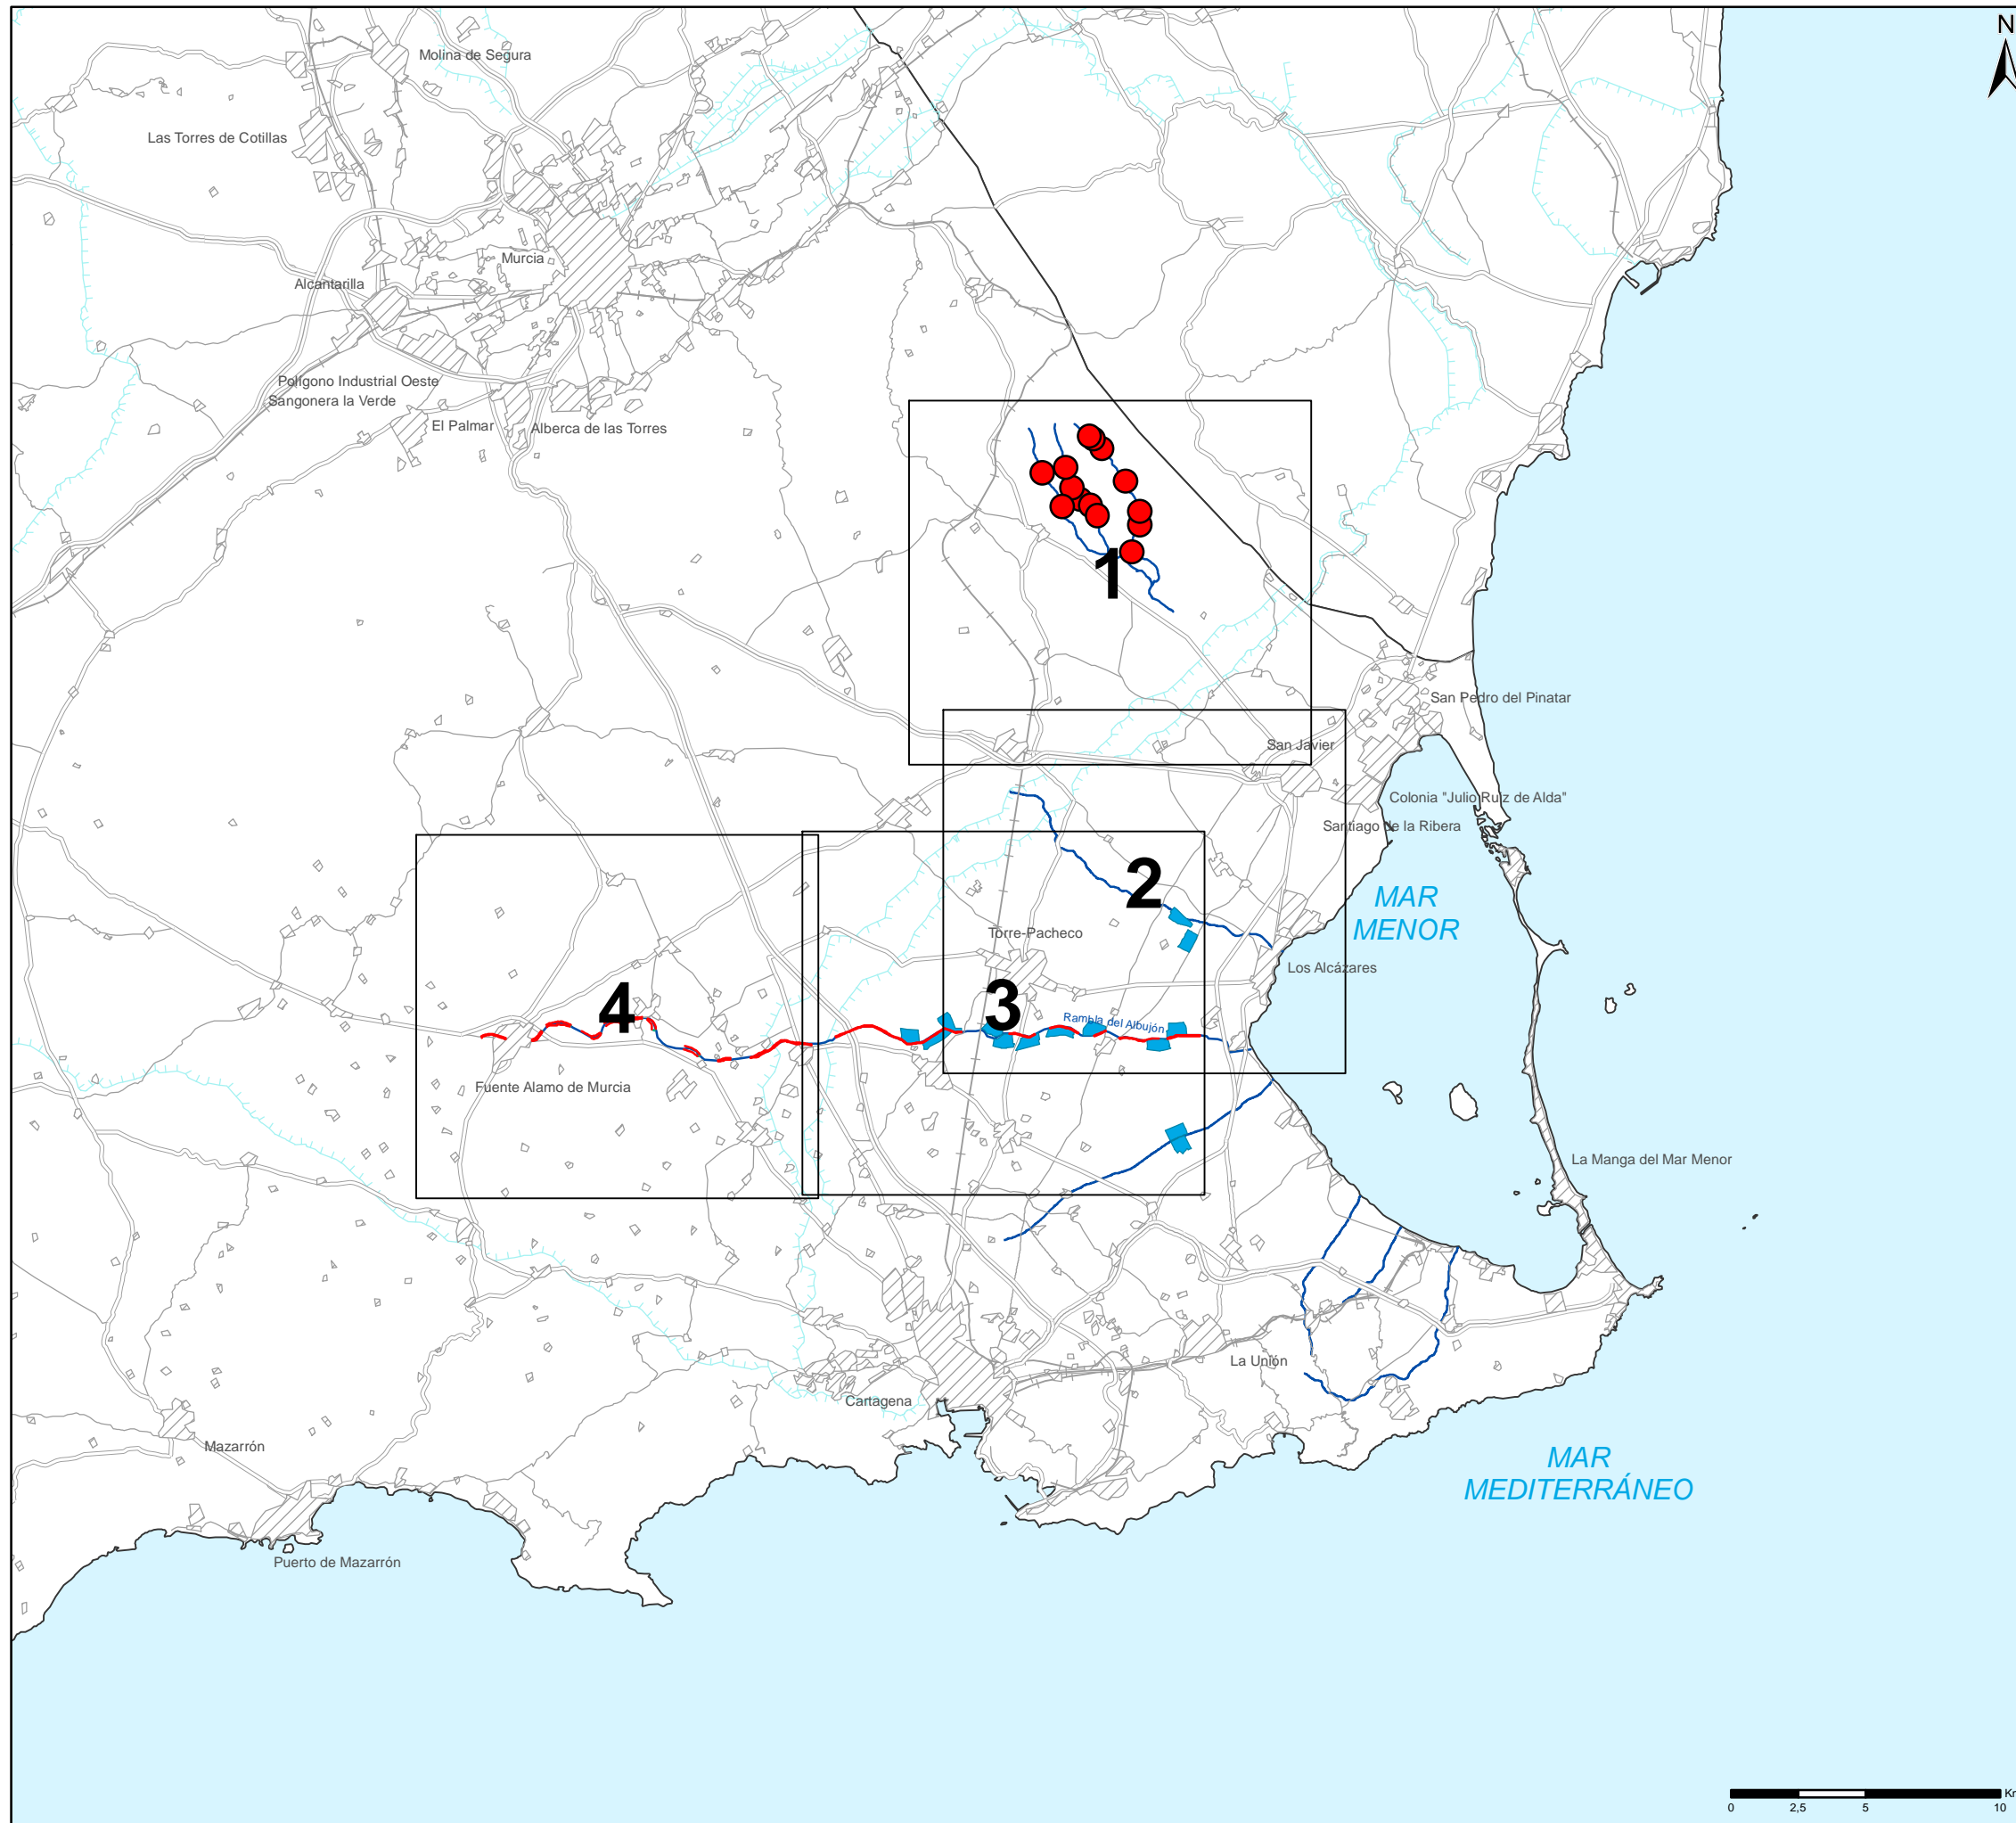 N
Molina de Segura
Las Torres de Cotillas
Murcia
Alcantarilla
Polígono Industrial Oeste
Sangonera la Verde
El Palmar
Alberca de las Torres
1
San Pedro del Pinatar
San Javier
Colonia "Julio Ruiz de Alda"
Santiago de la Ribera
2
MAR
MENOR
Torre-Pacheco
Los Alcázares
3
4
Rambla del Albujón
Fuente Alamo de Murcia
La Manga del Mar Menor
La Unión
Cartagena
Mazarrón
MAR
MEDITERRÁNEO
Puerto de Mazarrón
0 2,5 5 10